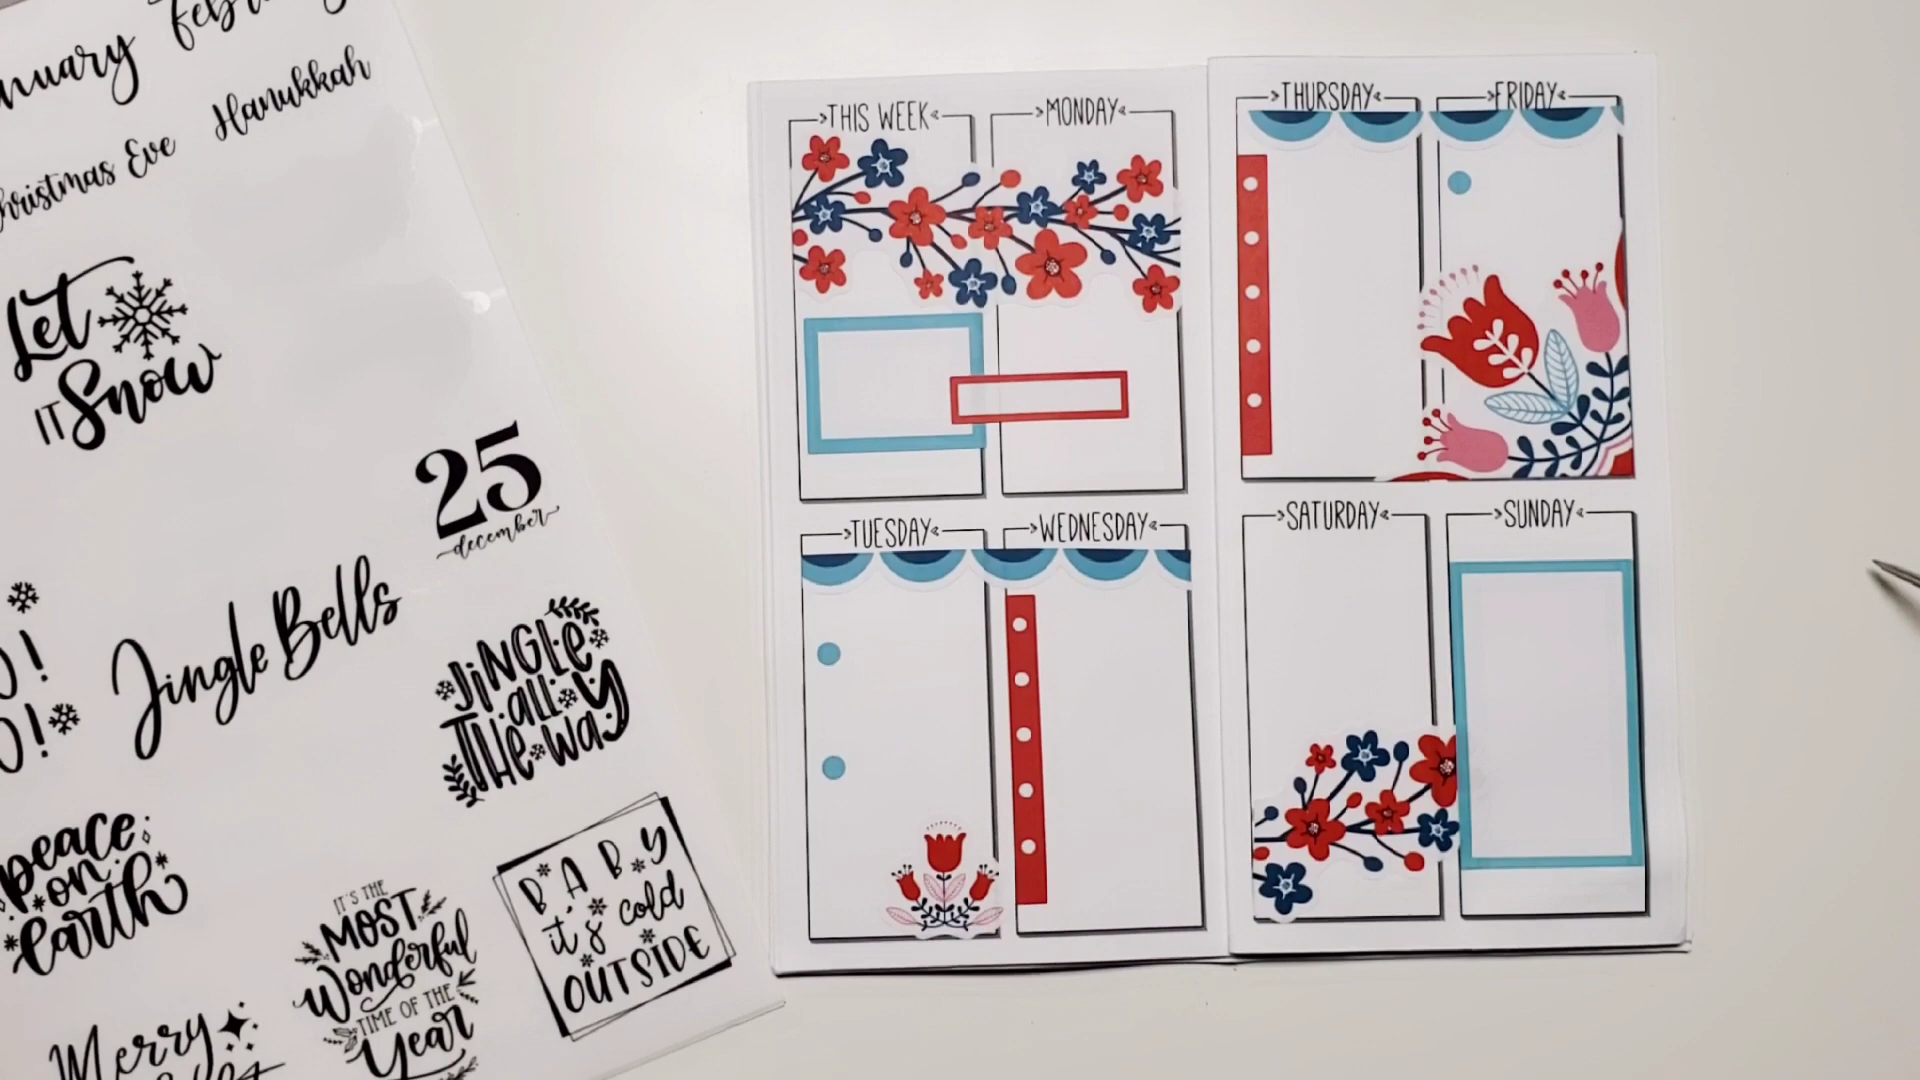 Hanukkah
Christmas Eve
Let
IT Snow
25
december
Jingle Bells
JiNGLE
all
THE way
peace
on
earth
IT'S THE
MOST
Wonderful
TIME OF THE
Year
BABY
it's cold
OUTSIDE
Merry
THIS WEEK
MONDAY
TUESDAY
WEDNESDAY
THURSDAY
FRIDAY
SATURDAY
SUNDAY